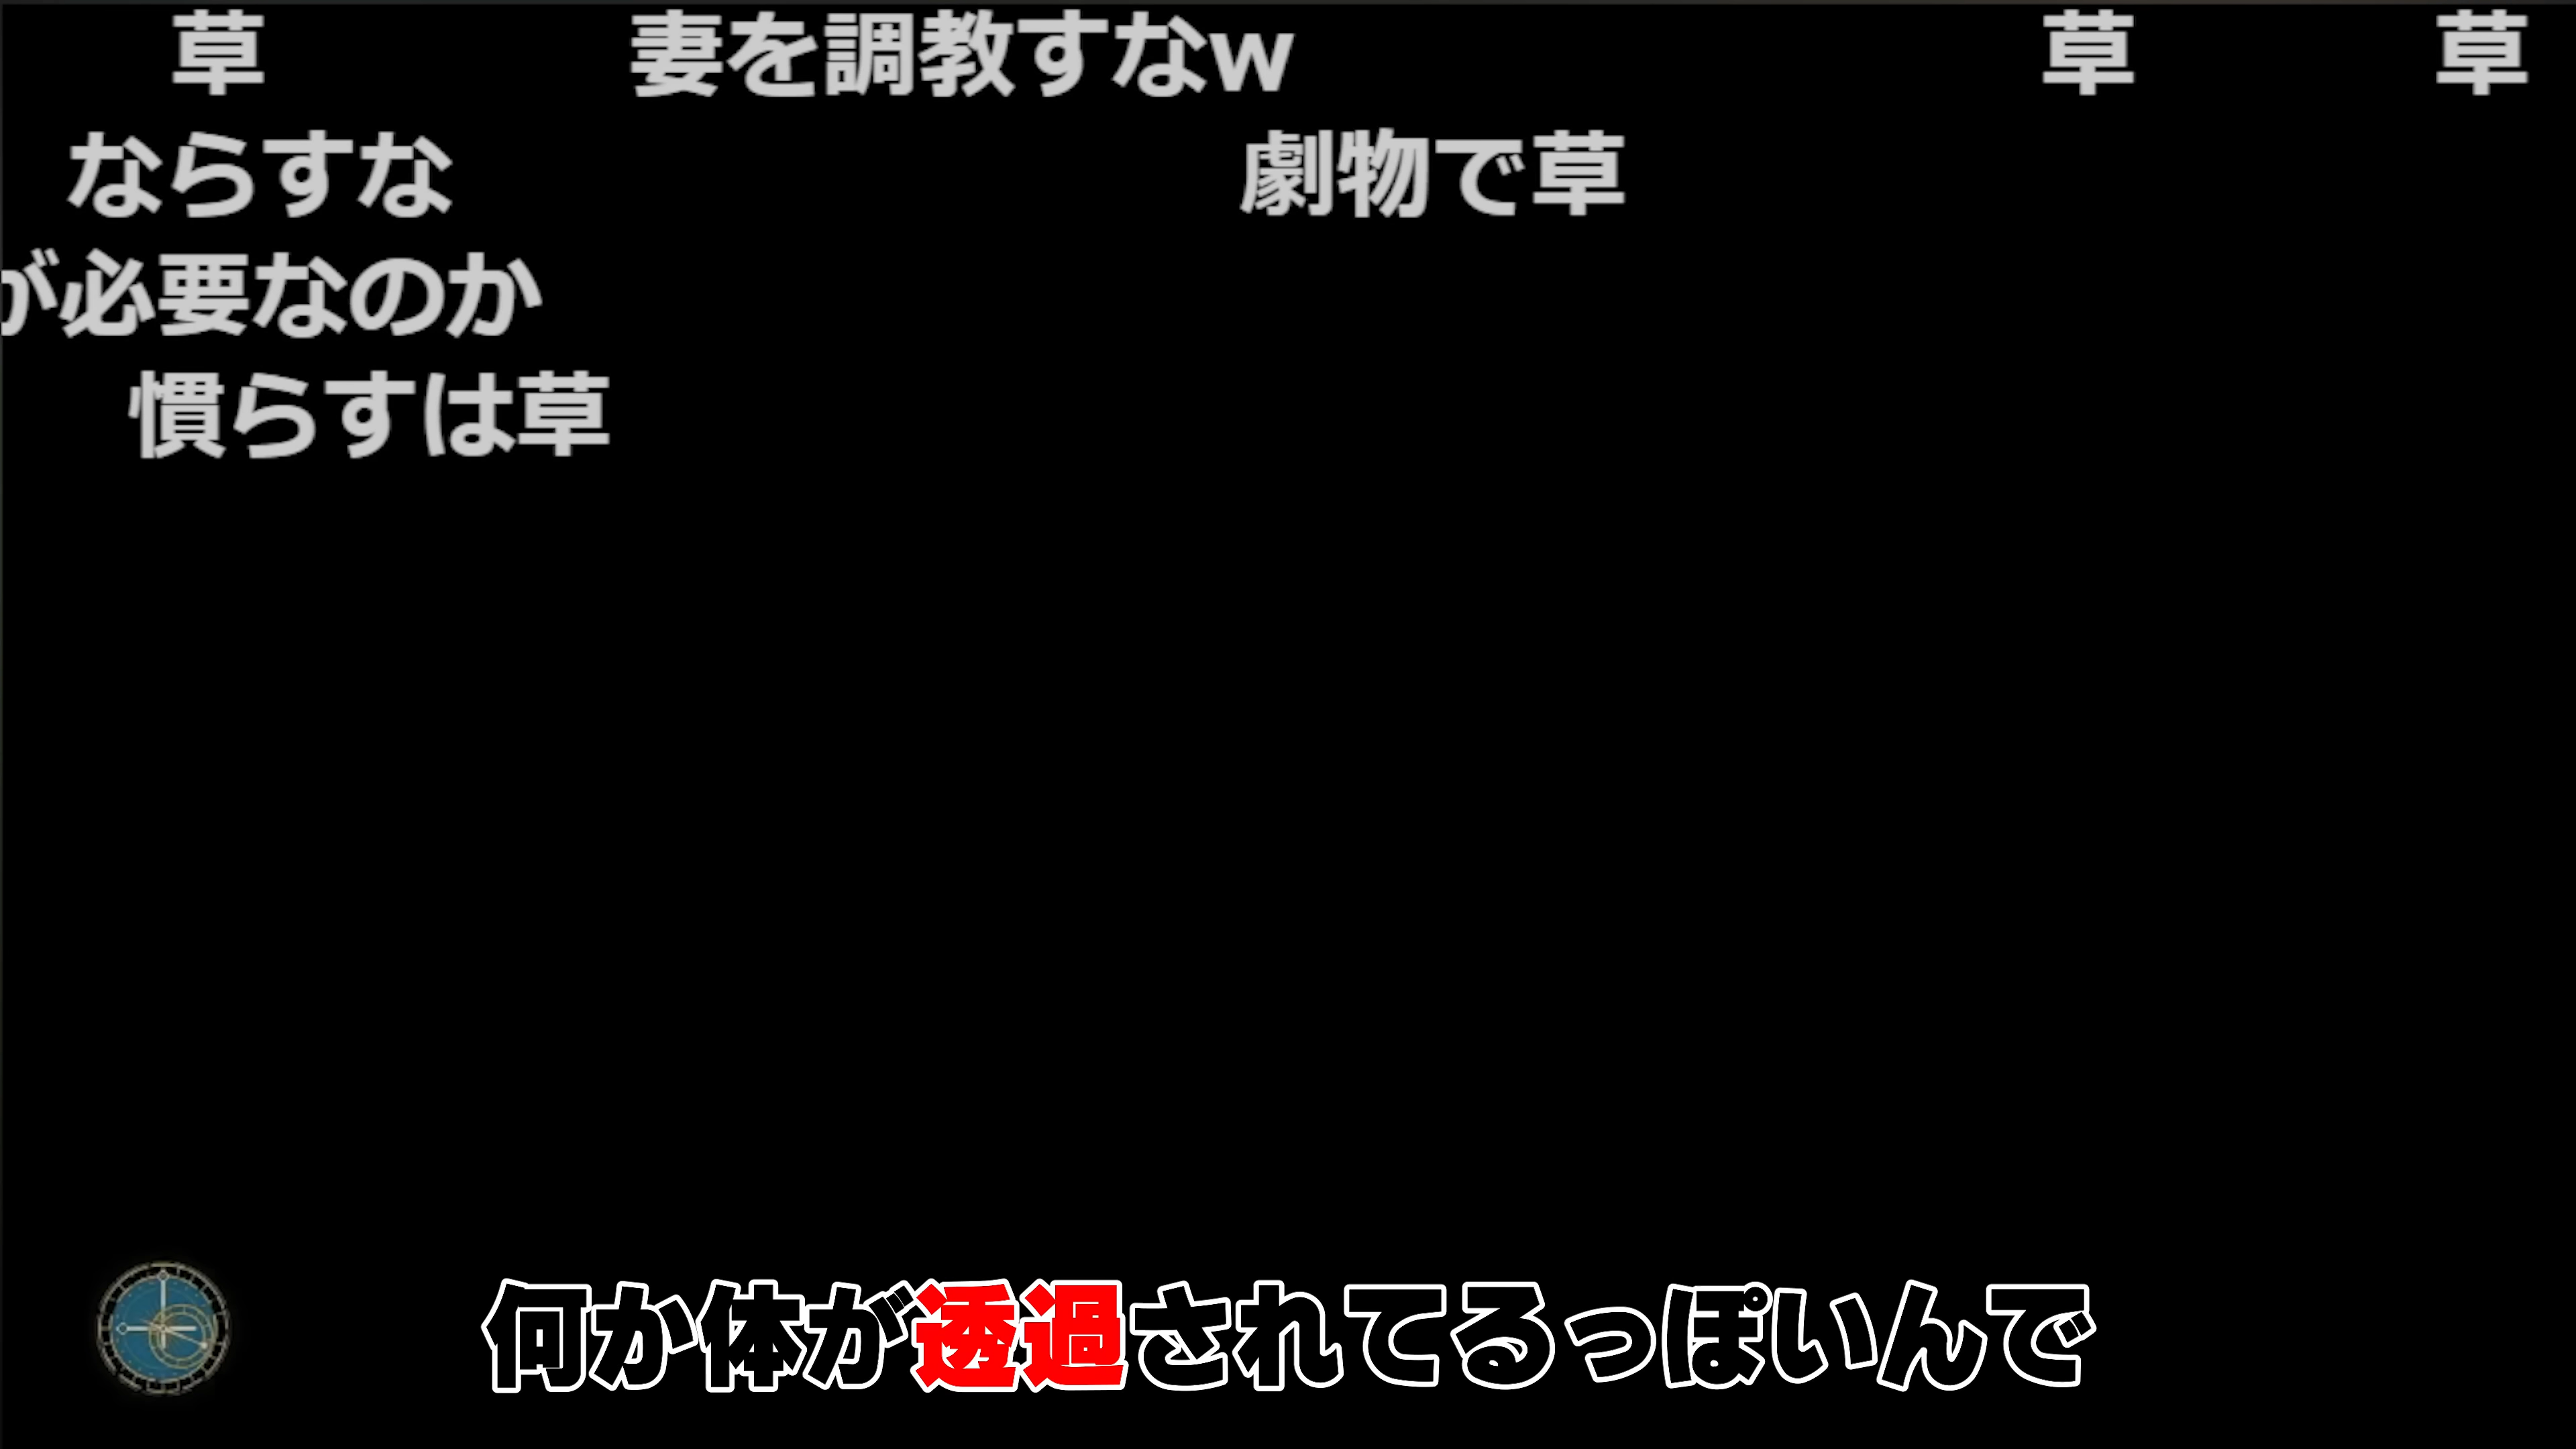 草 妻を調教すなw 草 草
ならすな 劇物で草
が必要なのか
慣らすは草
何か体が透過されてるっぽいんで